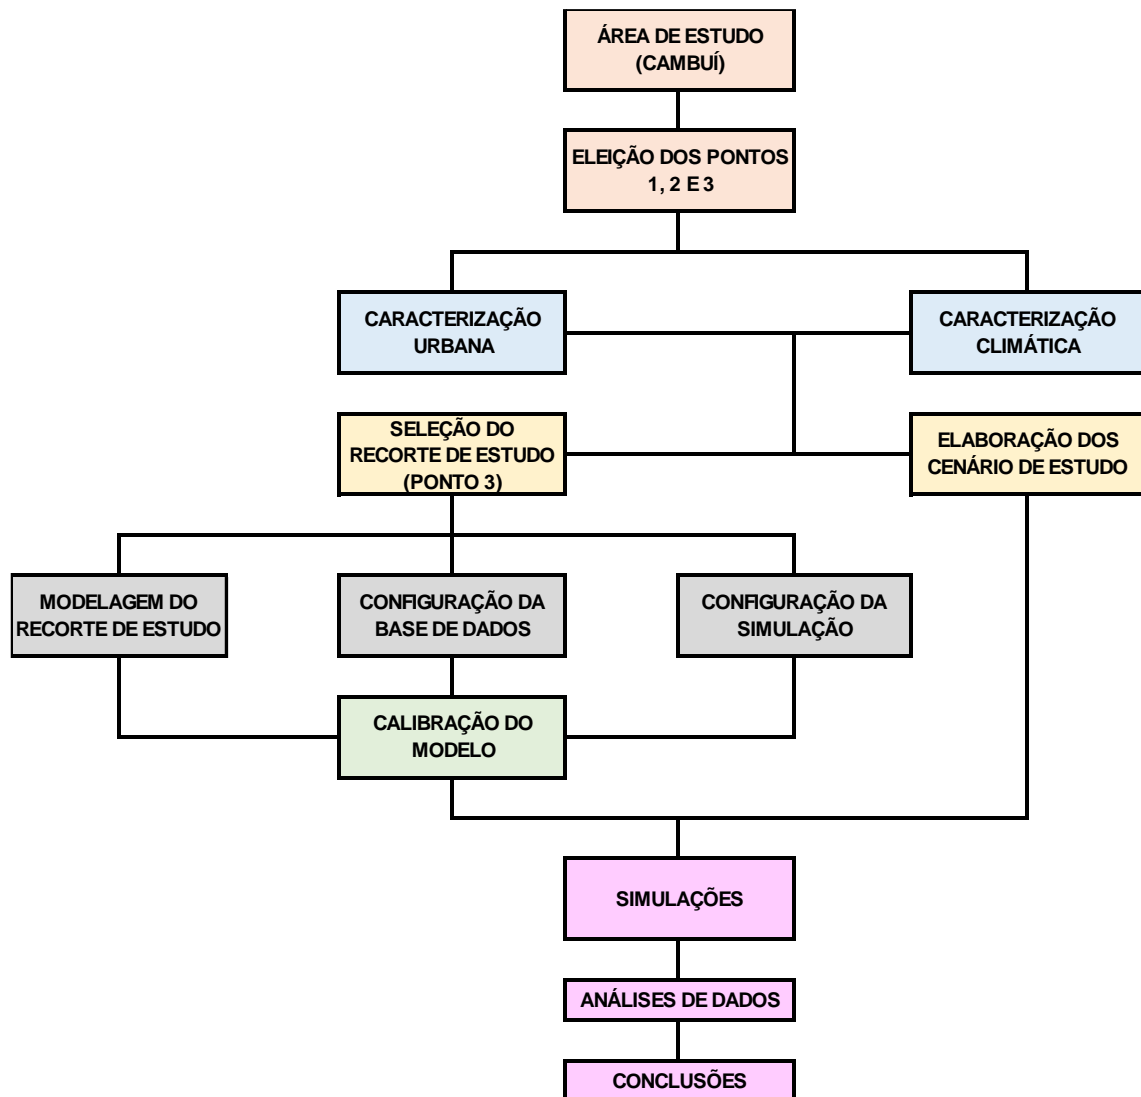 ÁREA DE ESTUDO
(CAMBUÍ)
ELEIÇÃO DOS PONTOS
1, 2 E 3
CARACTERIZAÇÃO
URBANA
CARACTERIZAÇÃO
CLIMÁTICA
SELEÇÃO DO
RECORTE DE ESTUDO
(PONTO 3)
ELABORAÇÃO DOS
CENÁRIO DE ESTUDO
MODELAGEM DO
RECORTE DE ESTUDO
CONFIGURAÇÃO DA
BASE DE DADOS
CONFIGURAÇÃO DA
SIMULAÇÃO
CALIBRAÇÃO DO
MODELO
SIMULAÇÕES
ANÁLISES DE DADOS
CONCLUSÕES